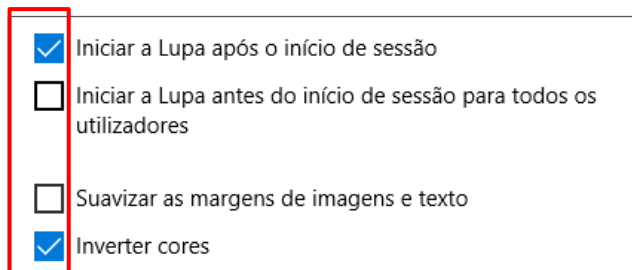 Iniciar a Lupa após o início de sessão
Iniciar a Lupa antes do início de sessão para todos os
utilizadores
Suavizar as margens de imagens e texto
Inverter cores